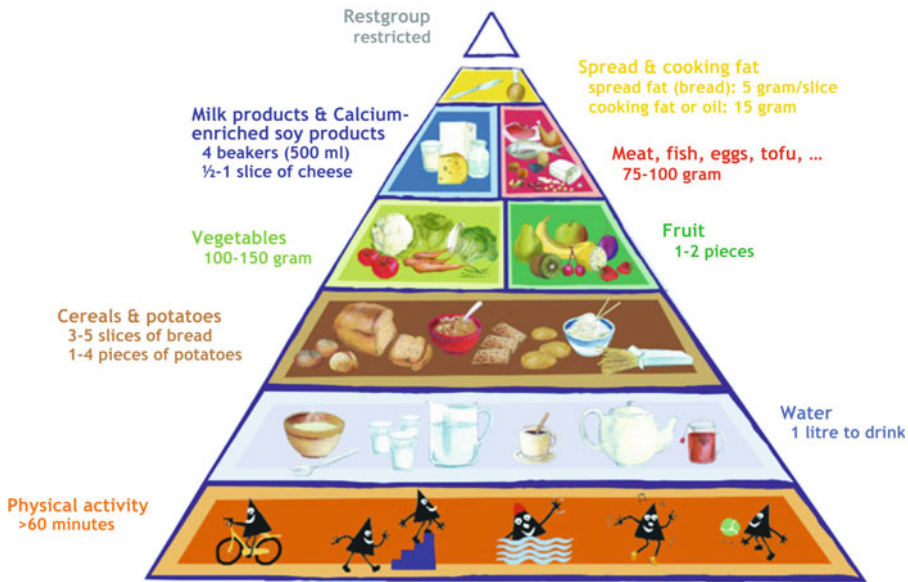 Restgroup
restricted
Spread & cooking fat
spread fat (bread): 5 gram/slice
cooking fat or oil: 15 gram
Milk products & Calcium-
enriched soy products
4 beakers (500 ml)
½-1 slice of cheese
Meat, fish, eggs, tofu, ...
75-100 gram
Vegetables
100-150 gram
Fruit
1-2 pieces
Cereals & potatoes
3-5 slices of bread
1-4 pieces of potatoes
Water
1 litre to drink
Physical activity
>60 minutes